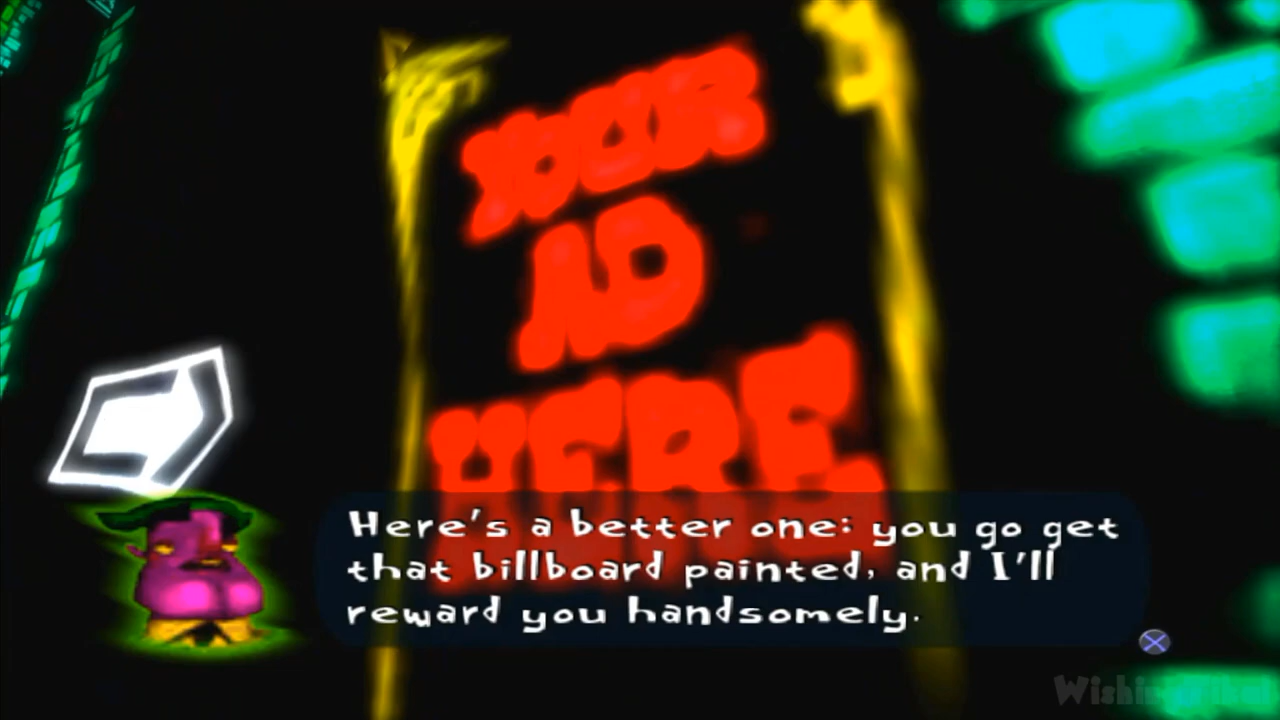 YOUR
AD
HERE
Here's a better one: you go get
that billboard painted, and I'll
reward you handsomely.